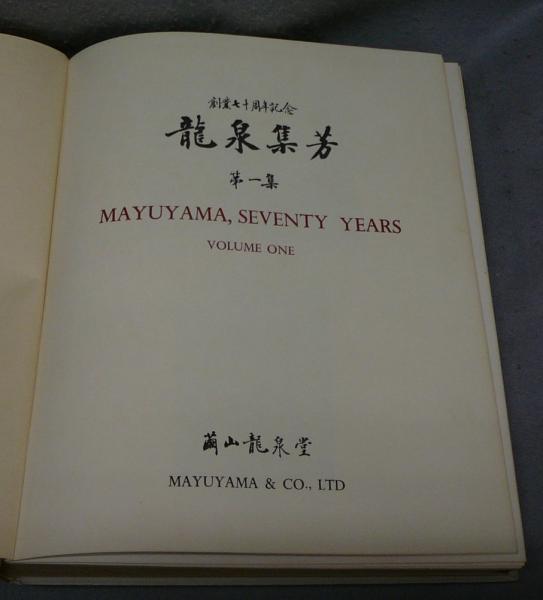 創業七十周年記念
龍泉集芳
第一集
MAYUYAMA, SEVENTY YEARS
VOLUME ONE
繭山龍泉堂
MAYUYAMA & CO., LTD